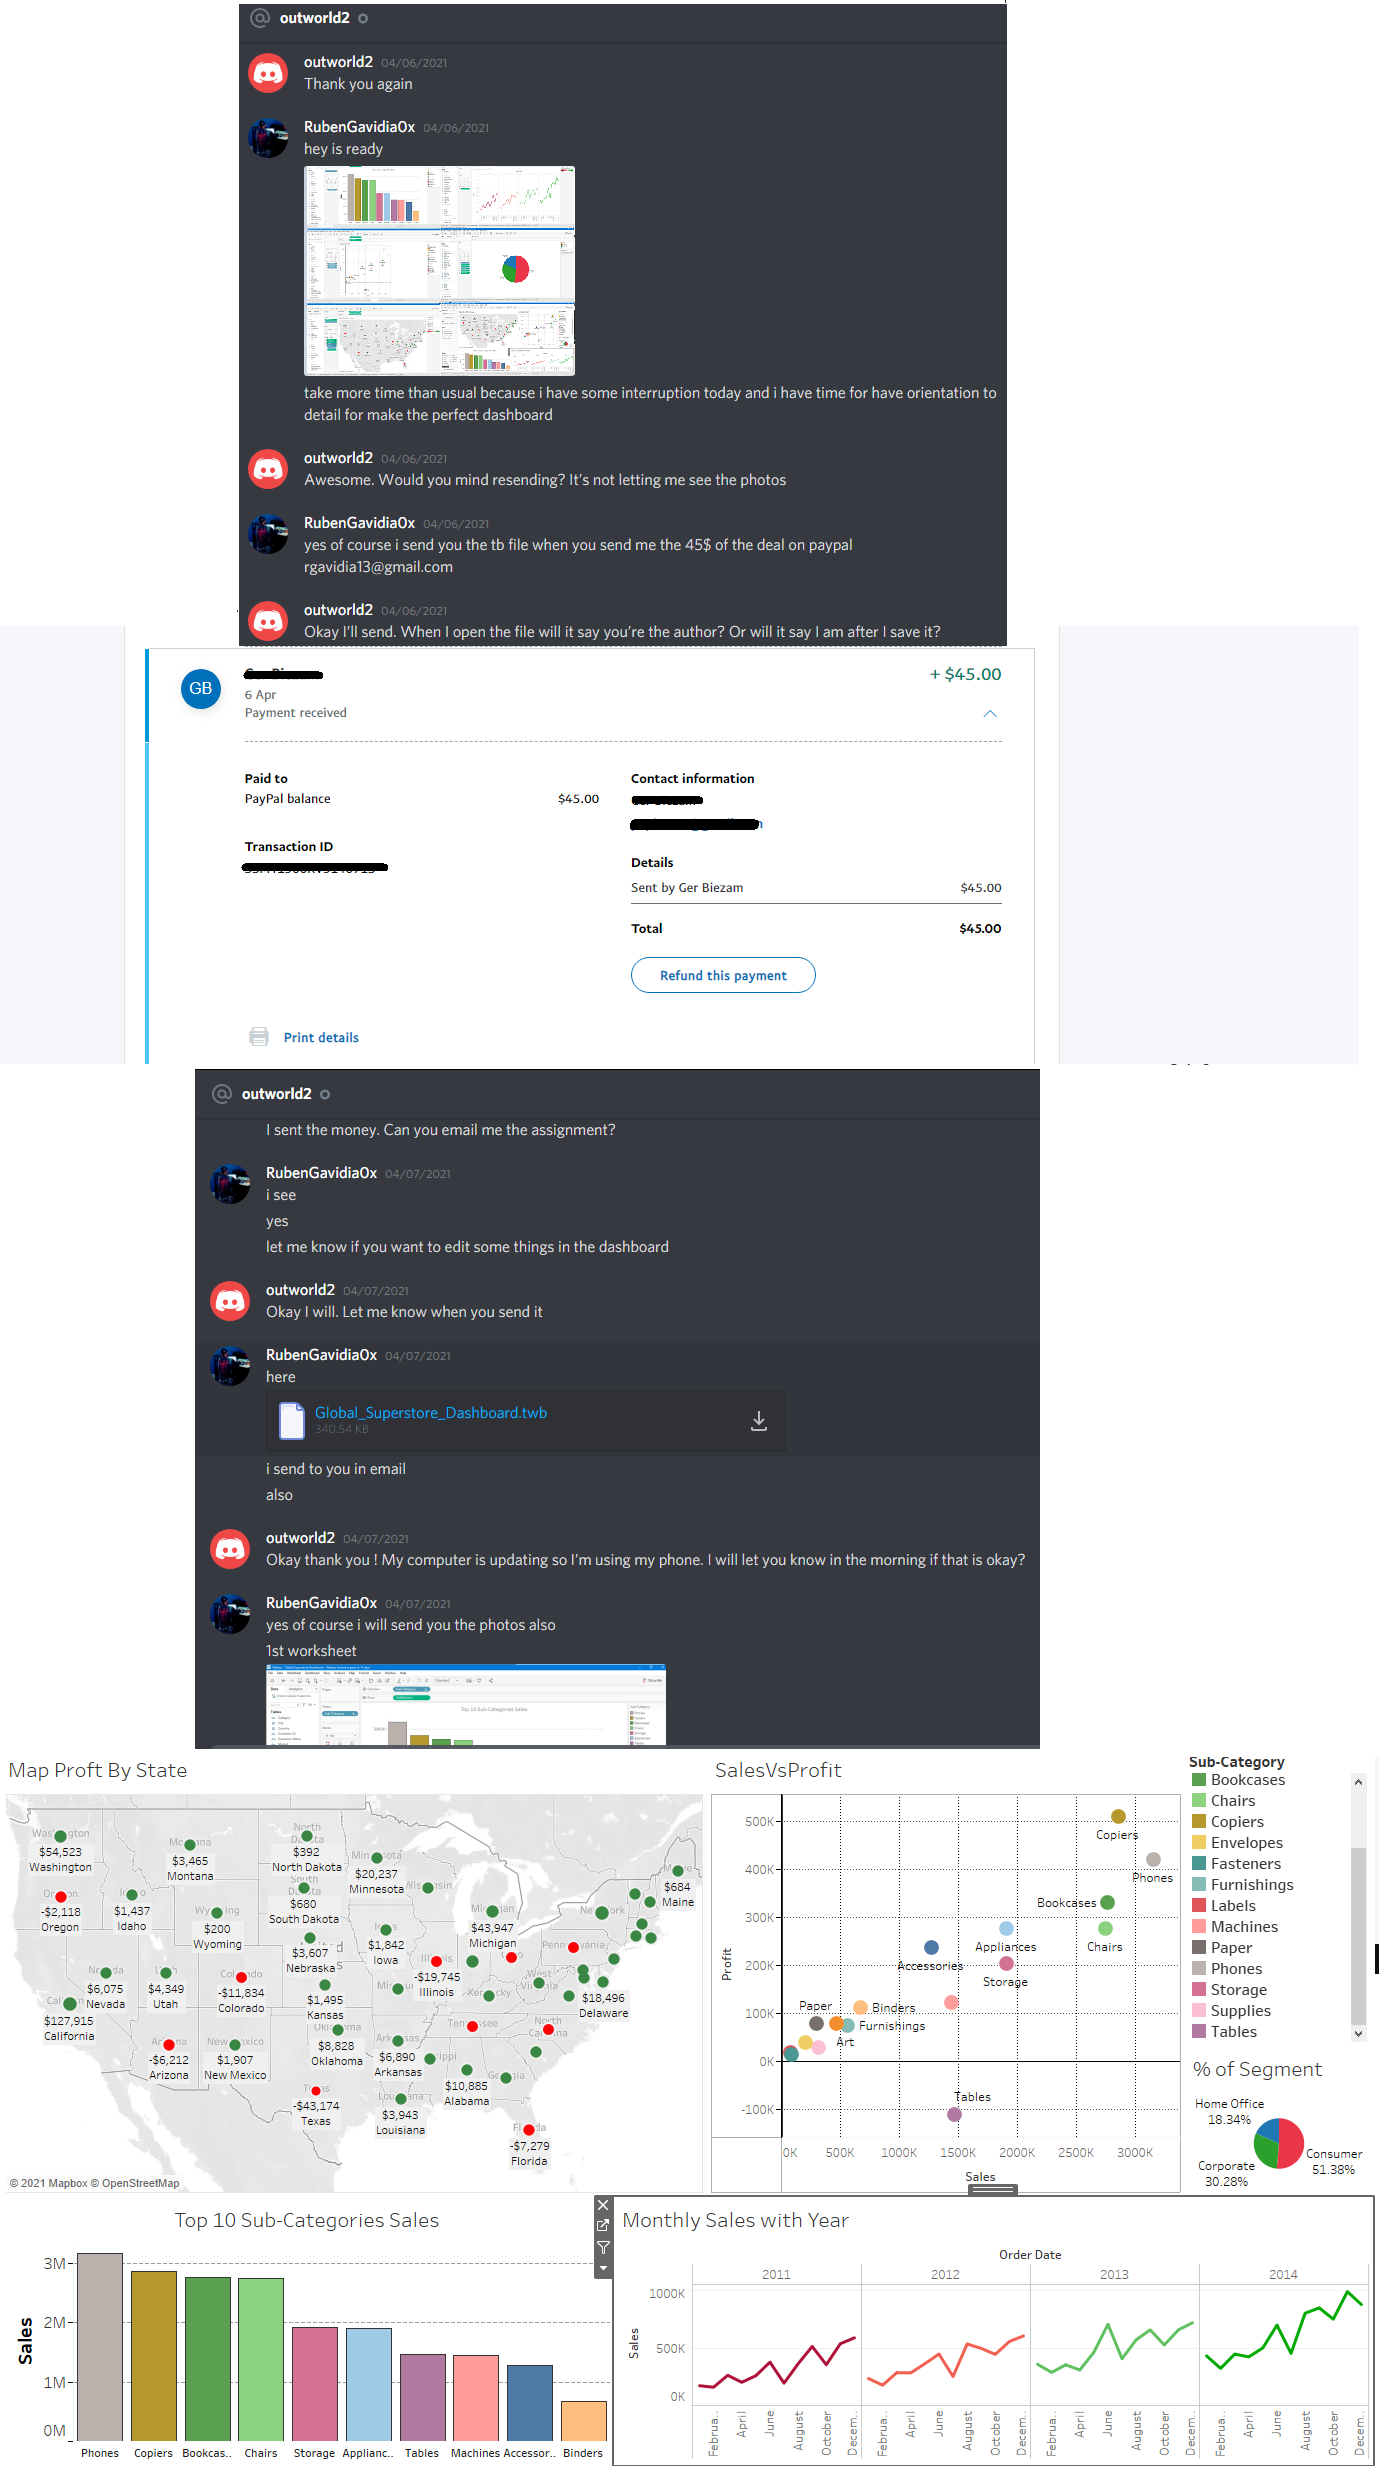 outworld2
outworld2 04/06/2021
Thank you again
RubenGavidia0x 04/06/2021
hey is ready
take more time than usual because i have some interruption today and i have time for have orientation to
detail for make the perfect dashboard
outworld2 04/06/2021
Awesome. Would you mind resending? It's not letting me see the photos
RubenGavidia0x 04/06/2021
yes of course i send you the tb file when you send me the 45$ of the deal on paypal
rgavidia13@gmail.com
outworld2 04/06/2021
Okay I'll send. When I open the file will it say you're the author? Or will it say I am after I save it?
GB
+ $45.00
6 Apr
Payment received
Paid to
PayPal balance $45.00
Transaction ID
Contact information
Details
Sent by Ger Biezam $45.00
Total $45.00
Refund this payment
Print details
outworld2
I sent the money. Can you email me the assignment?
RubenGavidia0x 04/07/2021
i see
yes
let me know if you want to edit some things in the dashboard
outworld2 04/07/2021
Okay I will. Let me know when you send it
RubenGavidia0x 04/07/2021
here
Global_Superstore_Dashboard.twb
340.54 KB
i send to you in email
also
outworld2 04/07/2021
Okay thank you ! My computer is updating so I'm using my phone. I will let you know in the morning if that is okay?
RubenGavidia0x 04/07/2021
yes of course i will send you the photos also
1st worksheet
Top 10 Sub-Categories Sales
Map Proft By State
$54,523
Washington
$3,465
Montana
$392
North Dakota
$20,237
Minnesota
$684
Maine
-$2,118
Oregon
$1,437
Idaho
$200
Wyoming
$680
South Dakota
$43,947
Michigan
$3,607
Nebraska
$1,842
Iowa
-$19,745
Illinois
$6,075
Nevada
$4,349
Utah
-$11,834
Colorado
$1,495
Kansas
$18,496
Delaware
$127,915
California
-$6,212
Arizona
$1,907
New Mexico
$8,828
Oklahoma
$6,890
Arkansas
$10,885
Alabama
-$43,174
Texas
$3,943
Louisiana
-$7,279
Florida
© 2021 Mapbox © OpenStreetMap
SalesVsProfit
Profit
500K
400K
300K
200K
100K
0K
-100K
Copiers
Phones
Bookcases
Chairs
Appliances
Accessories
Storage
Paper
Binders
Furnishings
Art
Tables
0K 500K 1000K 1500K 2000K 2500K 3000K
Sales
Sub-Category
Bookcases
Chairs
Copiers
Envelopes
Fasteners
Furnishings
Labels
Machines
Paper
Phones
Storage
Supplies
Tables
% of Segment
Home Office
18.34%
Consumer
51.38%
Corporate
30.28%
Top 10 Sub-Categories Sales
Sales
3M
2M
1M
0M
Phones Copiers Bookcas.. Chairs Storage Applianc.. Tables Machines Accessor.. Binders
Monthly Sales with Year
Order Date
2011 2012 2013 2014
Sales
1000K
500K
0K
Februa.. April June August October Decem..
Februa.. April June August October Decem..
Februa.. April June August October Decem..
Februa.. April June August October Decem..